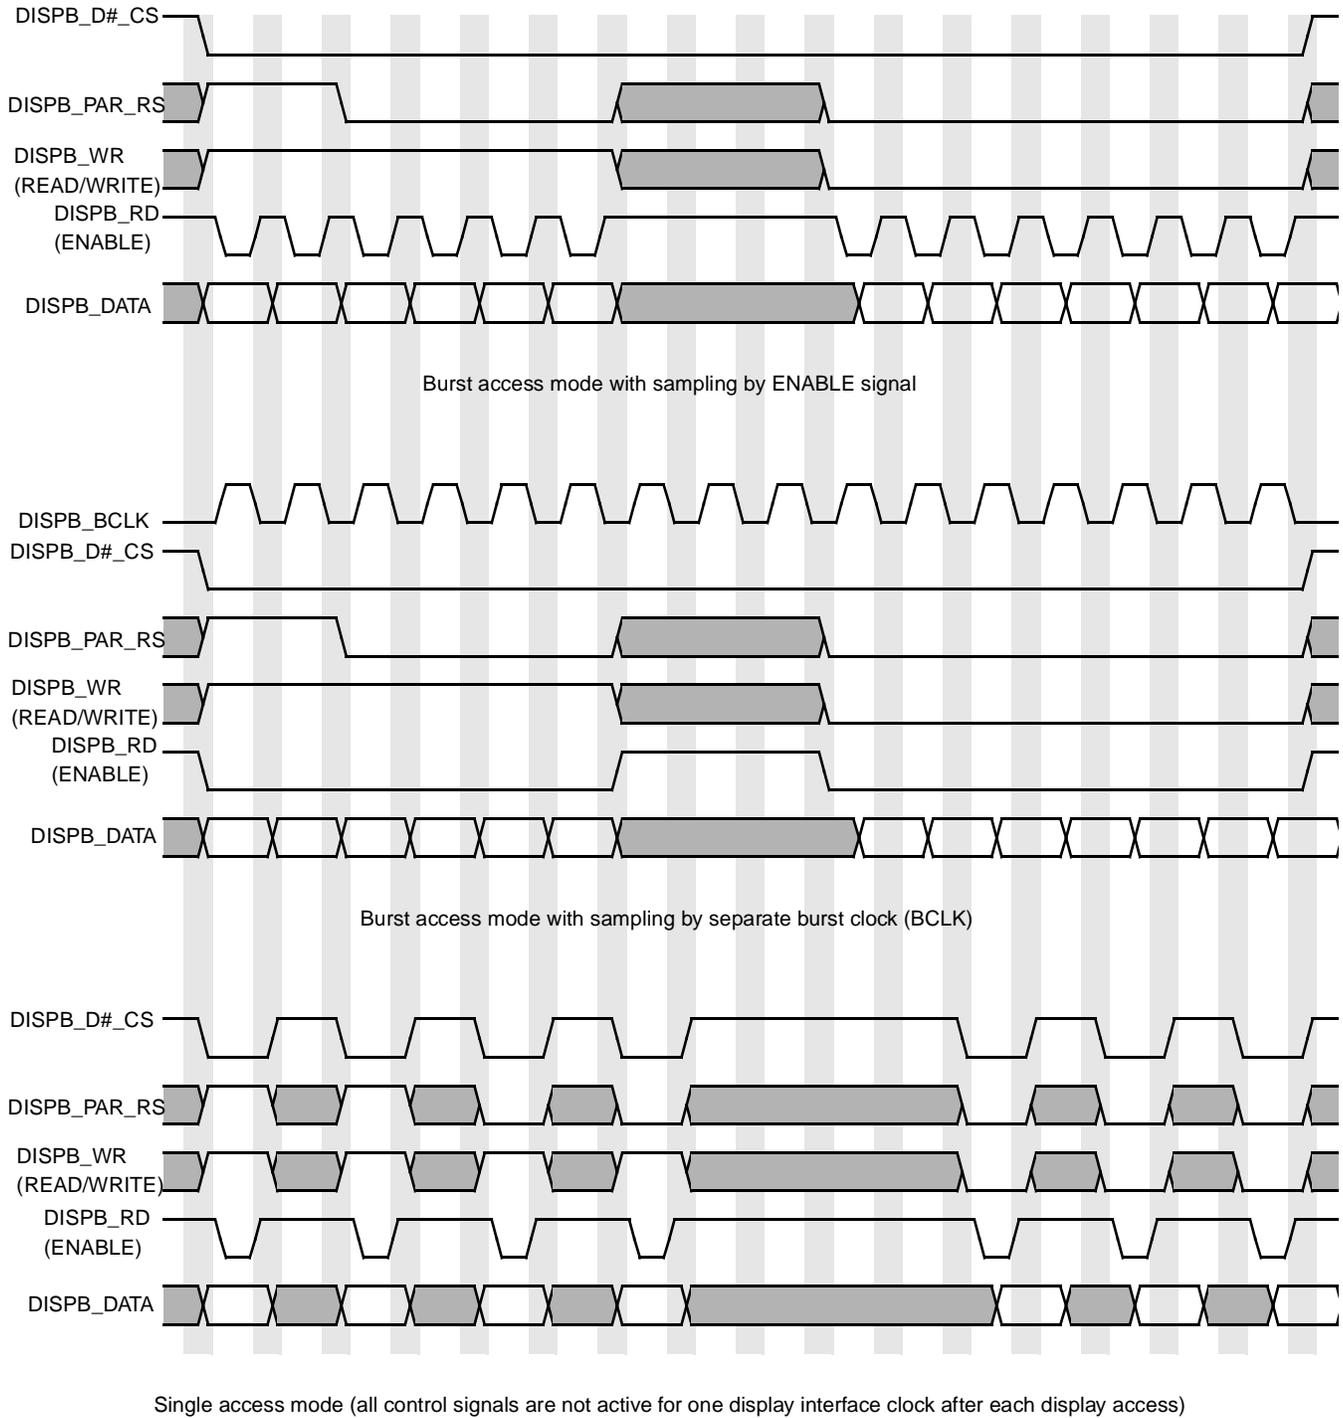 DISPB_D#_CS
DISPB_PAR_RS
DISPB_WR
(READ/WRITE)
DISPB_RD
(ENABLE)
DISPB_DATA
Burst access mode with sampling by ENABLE signal
DISPB_BCLK
DISPB_D#_CS
DISPB_PAR_RS
DISPB_WR
(READ/WRITE)
DISPB_RD
(ENABLE)
DISPB_DATA
Burst access mode with sampling by separate burst clock (BCLK)
DISPB_D#_CS
DISPB_PAR_RS
DISPB_WR
(READ/WRITE)
DISPB_RD
(ENABLE)
DISPB_DATA
Single access mode (all control signals are not active for one display interface clock after each display access)